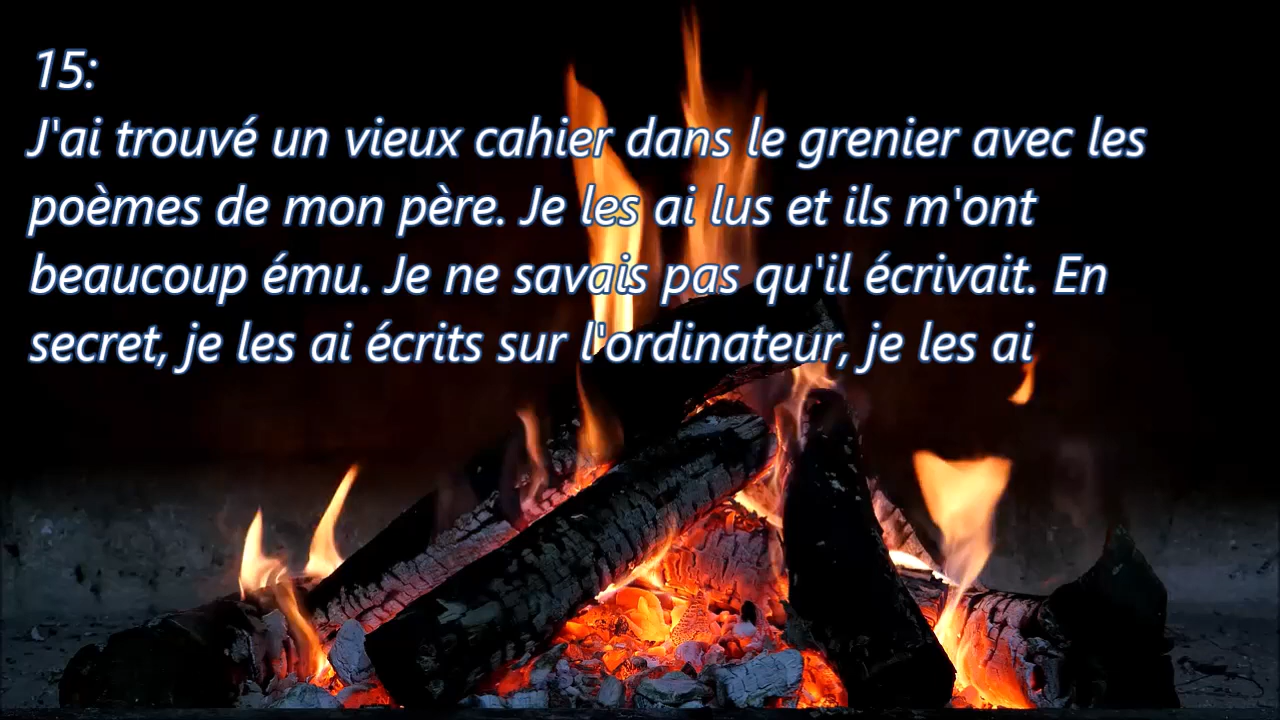 15:
J'ai trouvé un vieux cahier dans le grenier avec les
poèmes de mon père. Je les ai lus et ils m'ont
beaucoup ému. Je ne savais pas qu'il écrivait. En
secret, je les ai écrits sur l'ordinateur, je les ai